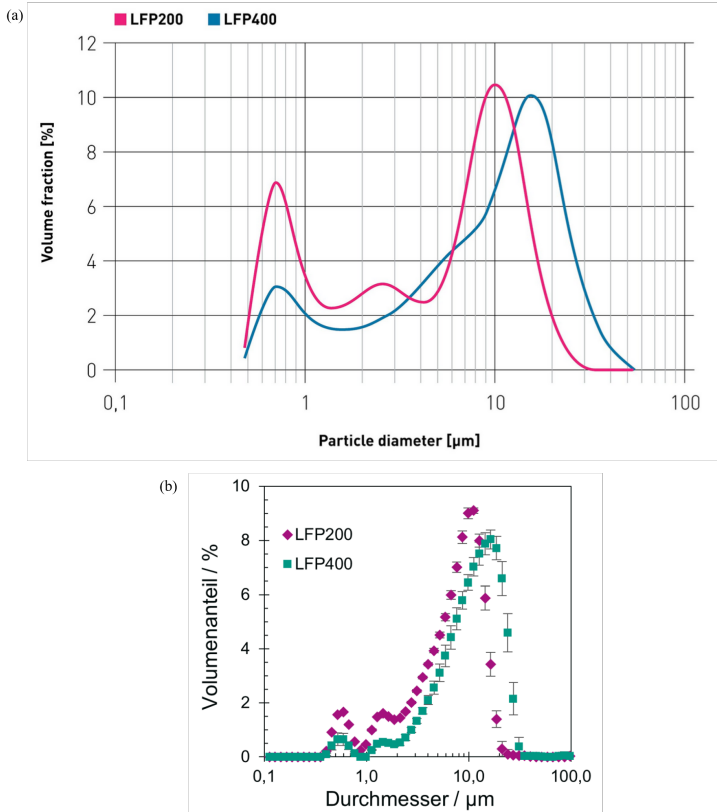 (a)
LFP200 LFP400
Volume fraction [%]
12
10
8
6
4
2
0
0,1 1 10 100
Particle diameter [µm]
(b)
Volumenanteil / %
10
8
6
4
2
0
LFP200
LFP400
0,1 1,0 10,0 100,0
Durchmesser / µm